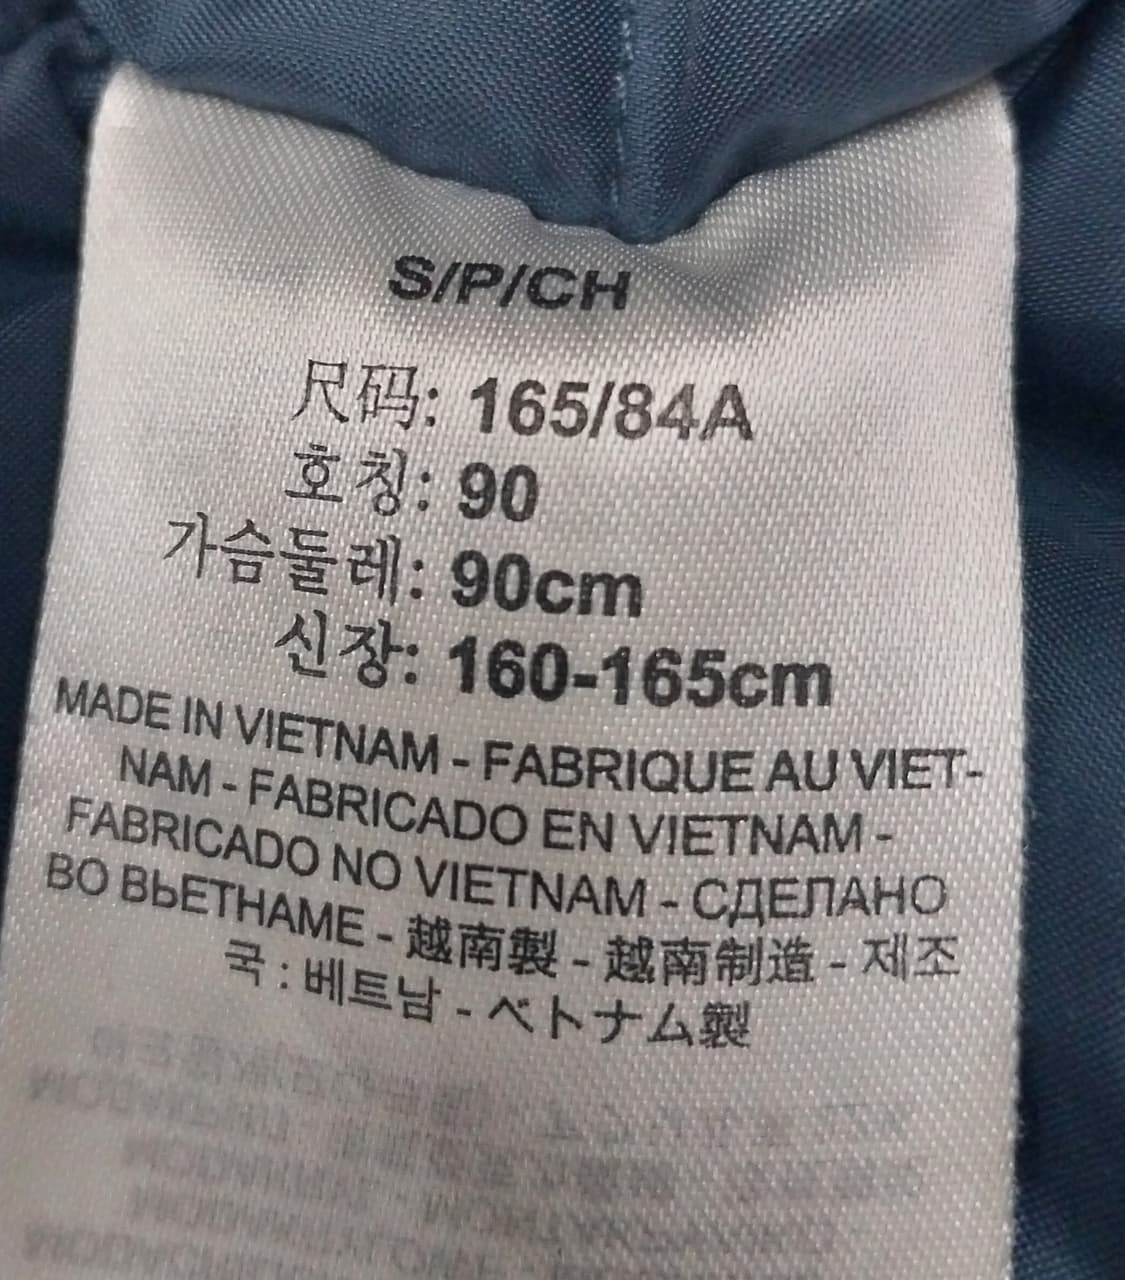 S/P/CH
尺码: 165/84A
호칭: 90
가슴둘레: 90cm
신장: 160-165cm
MADE IN VIETNAM - FABRIQUE AU VIET-
NAM - FABRICADO EN VIETNAM -
FABRICADO NO VIETNAM - СДЕЛАНО
ВО ВЬЕТНАМЕ - 越南製 - 越南制造 - 제조
국 : 베트남 - ベトナム製